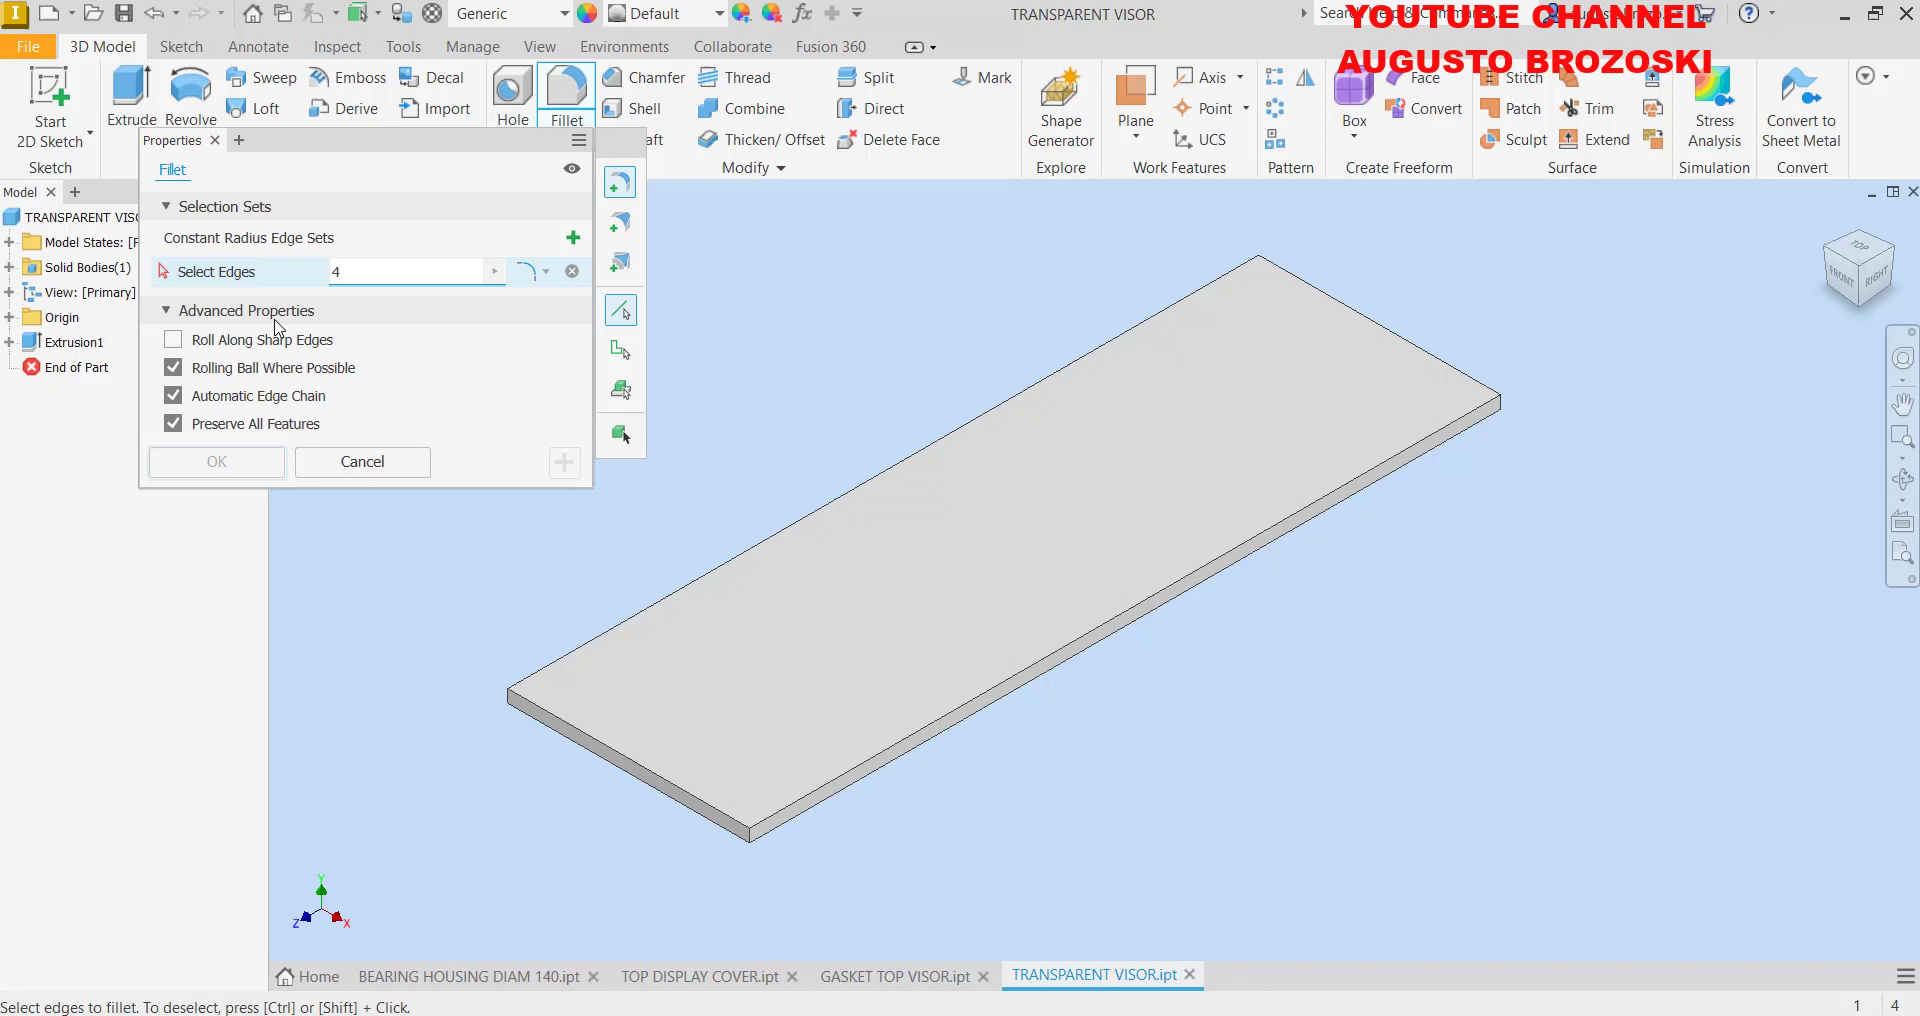 Generic
Default
fx
TRANSPARENT VISOR
YOUTUBE CHANNEL
AUGUSTO BROZOSKI
File
3D Model
Sketch
Annotate
Inspect
Tools
Manage
View
Environments
Collaborate
Fusion 360
Start
2D Sketch
Sketch
Extrude
Revolve
Sweep
Loft
Emboss
Derive
Decal
Import
Hole
Fillet
Chamfer
Shell
Thread
Combine
Thicken/ Offset
Split
Direct
Delete Face
Modify
Mark
Shape
Generator
Explore
Plane
Axis
Point
UCS
Work Features
Pattern
Box
Face
Convert
Create Freeform
Stitch
Patch
Sculpt
Trim
Extend
Surface
Stress
Analysis
Simulation
Convert to
Sheet Metal
Convert
Properties
Fillet
Selection Sets
Constant Radius Edge Sets
Select Edges
4
Advanced Properties
Roll Along Sharp Edges
Rolling Ball Where Possible
Automatic Edge Chain
Preserve All Features
OK
Cancel
Model
Model States:
Solid Bodies(1)
View: [Primary]
Origin
Extrusion1
End of Part
TOP
FRONT
RIGHT
Y
Z
X
Home
BEARING HOUSING DIAM 140.ipt
TOP DISPLAY COVER.ipt
GASKET TOP VISOR.ipt
TRANSPARENT VISOR.ipt
Select edges to fillet. To deselect, press [Ctrl] or [Shift] + Click.
1
4